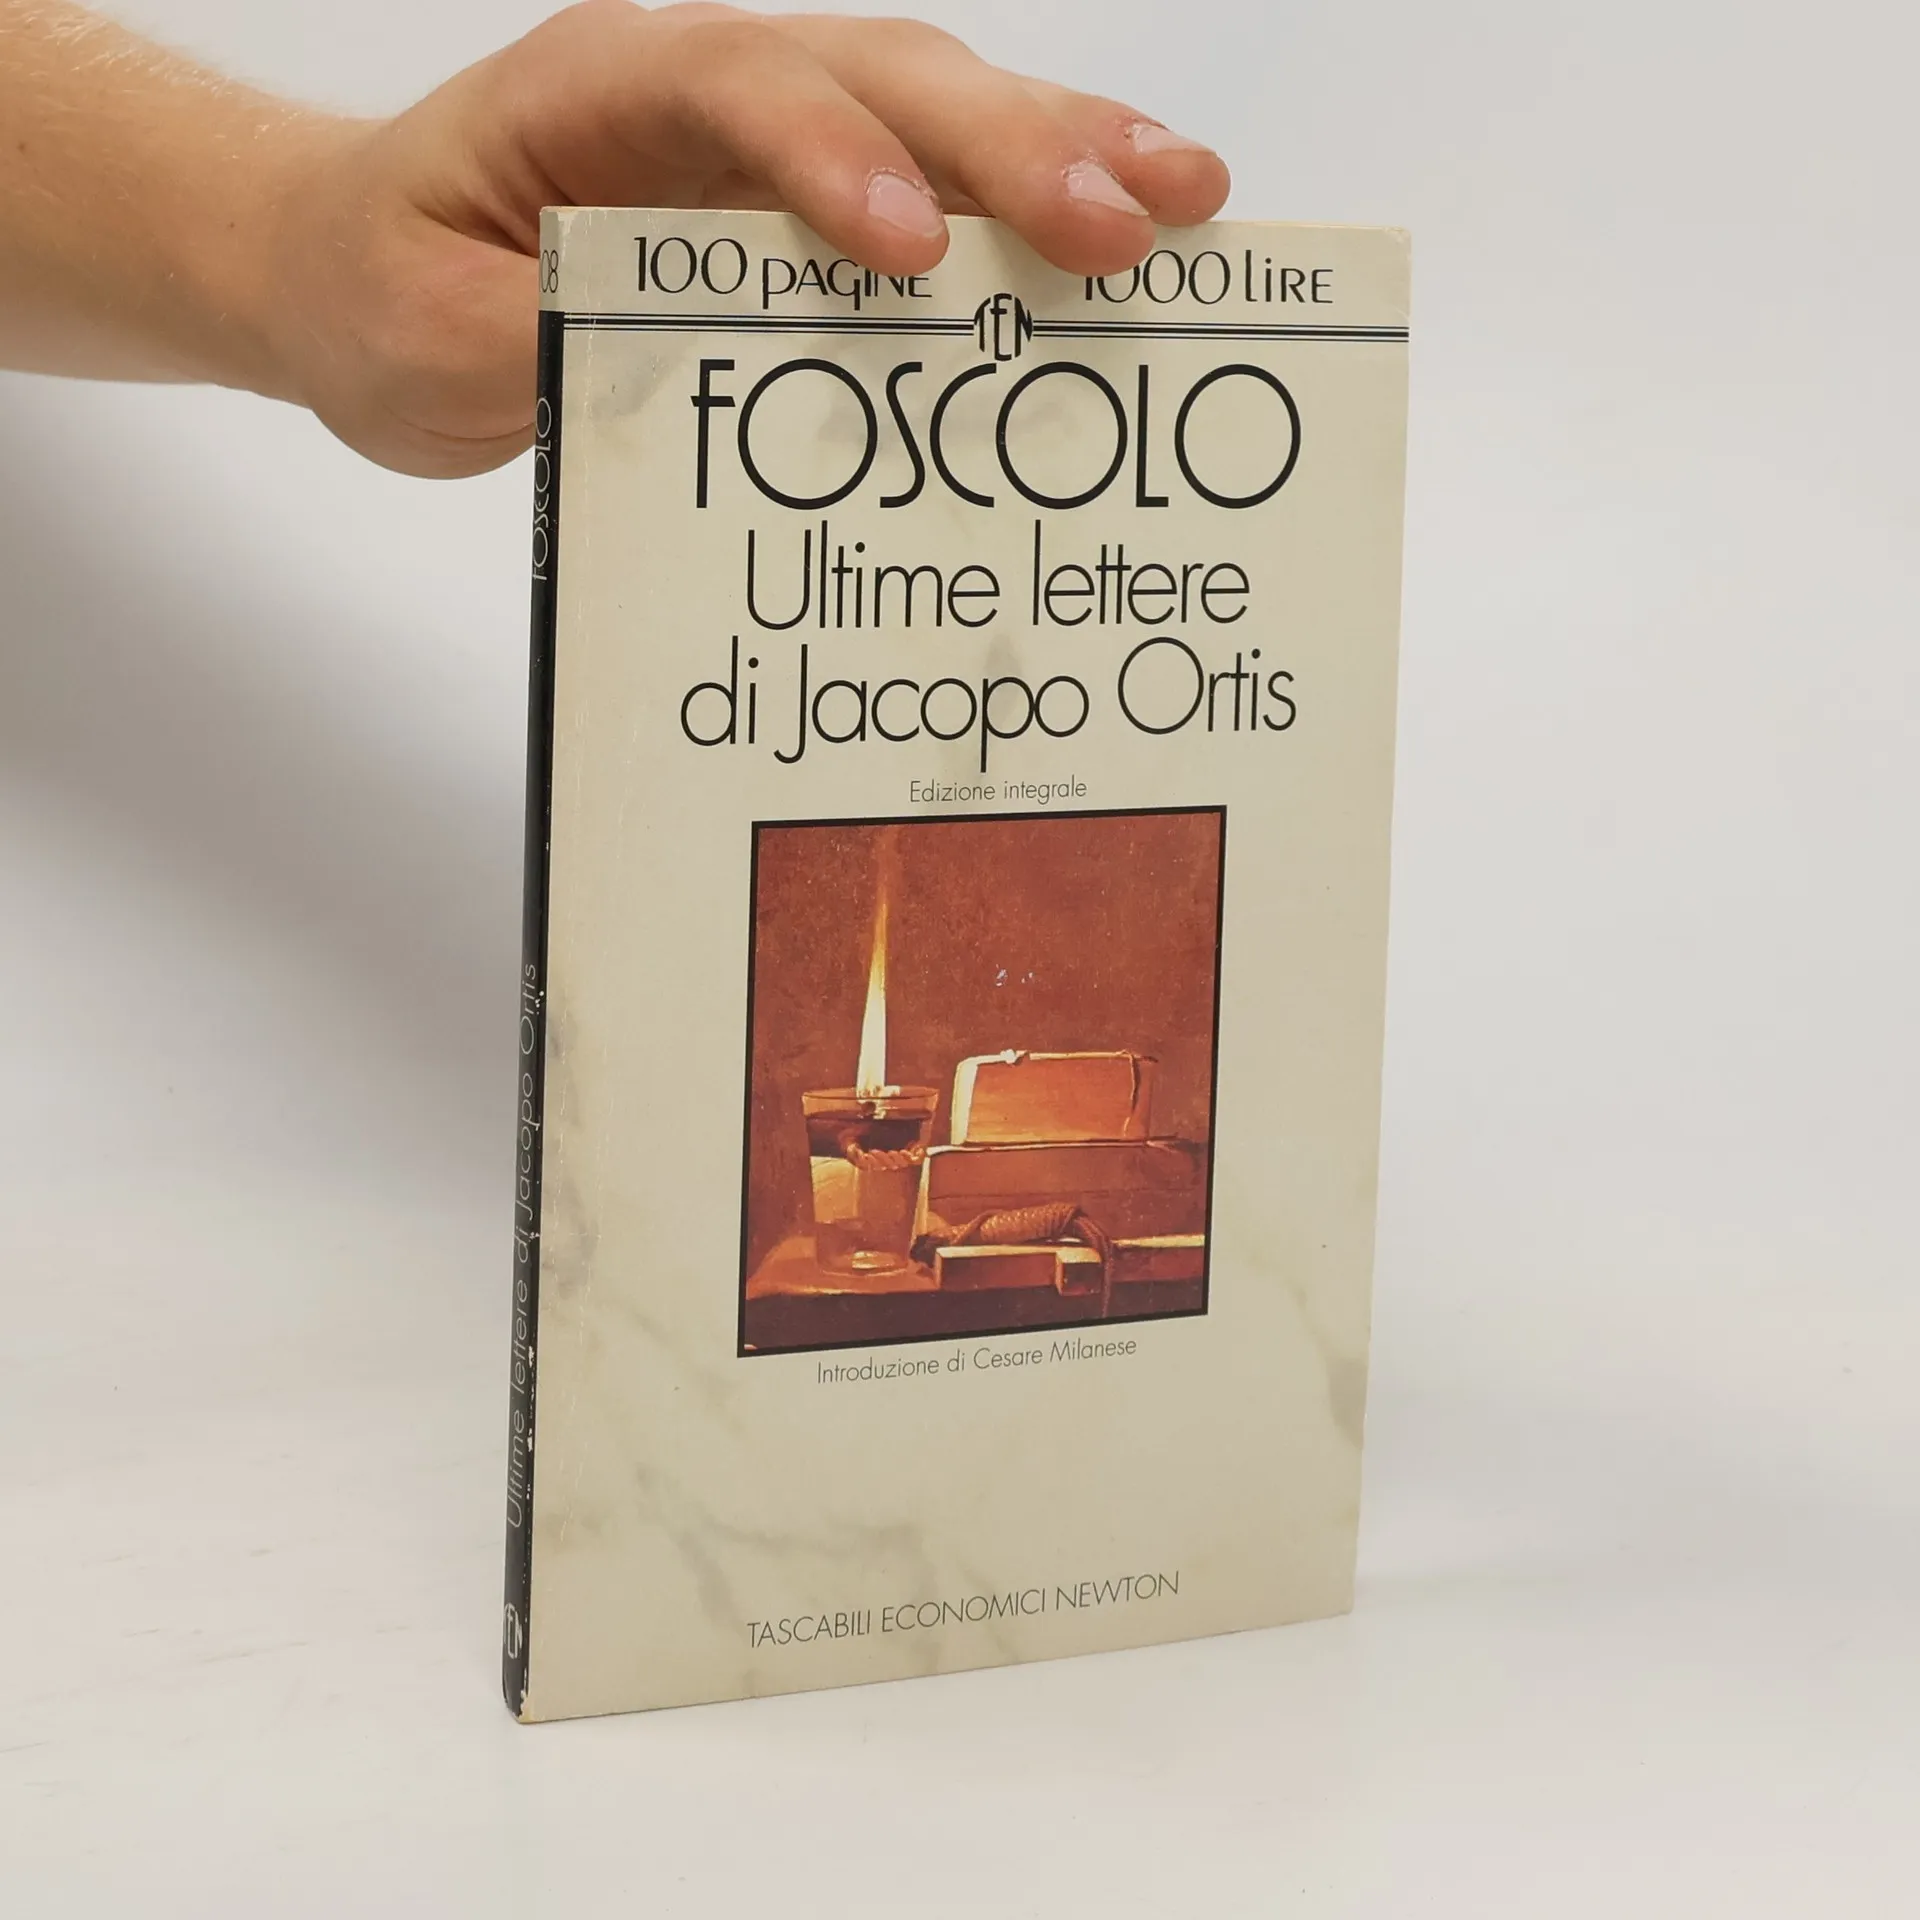 100 PAGINE 1000 LIRE
TEN
FOSCOLO
Ultime lettere
di Jacopo Ortis
Edizione integrale
Introduzione di Cesare Milanese
TASCABILI ECONOMICI NEWTON
FOSCOLO
Ultime lettere di Jacopo Ortis
TEN